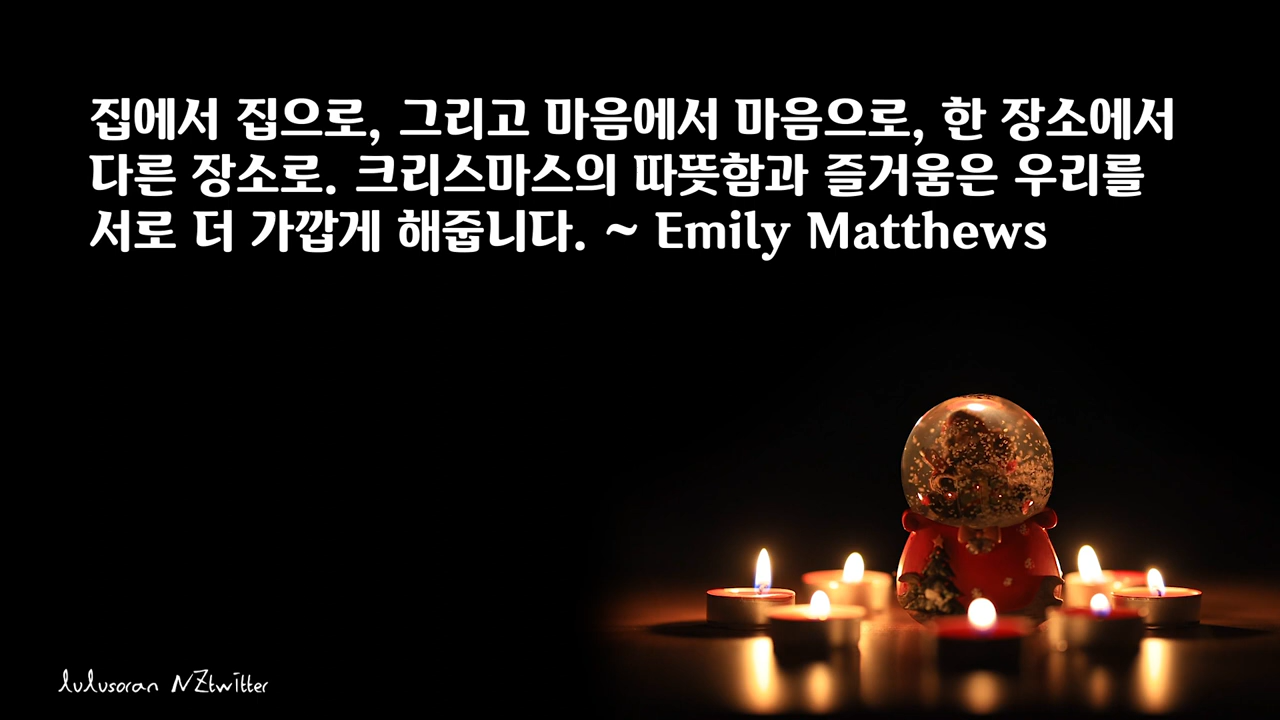 집에서 집으로, 그리고 마음에서 마음으로, 한 장소에서
다른 장소로. 크리스마스의 따뜻함과 즐거움은 우리를
서로 더 가깝게 해줍니다. ~ Emily Matthews
lulusoran NZtwitter